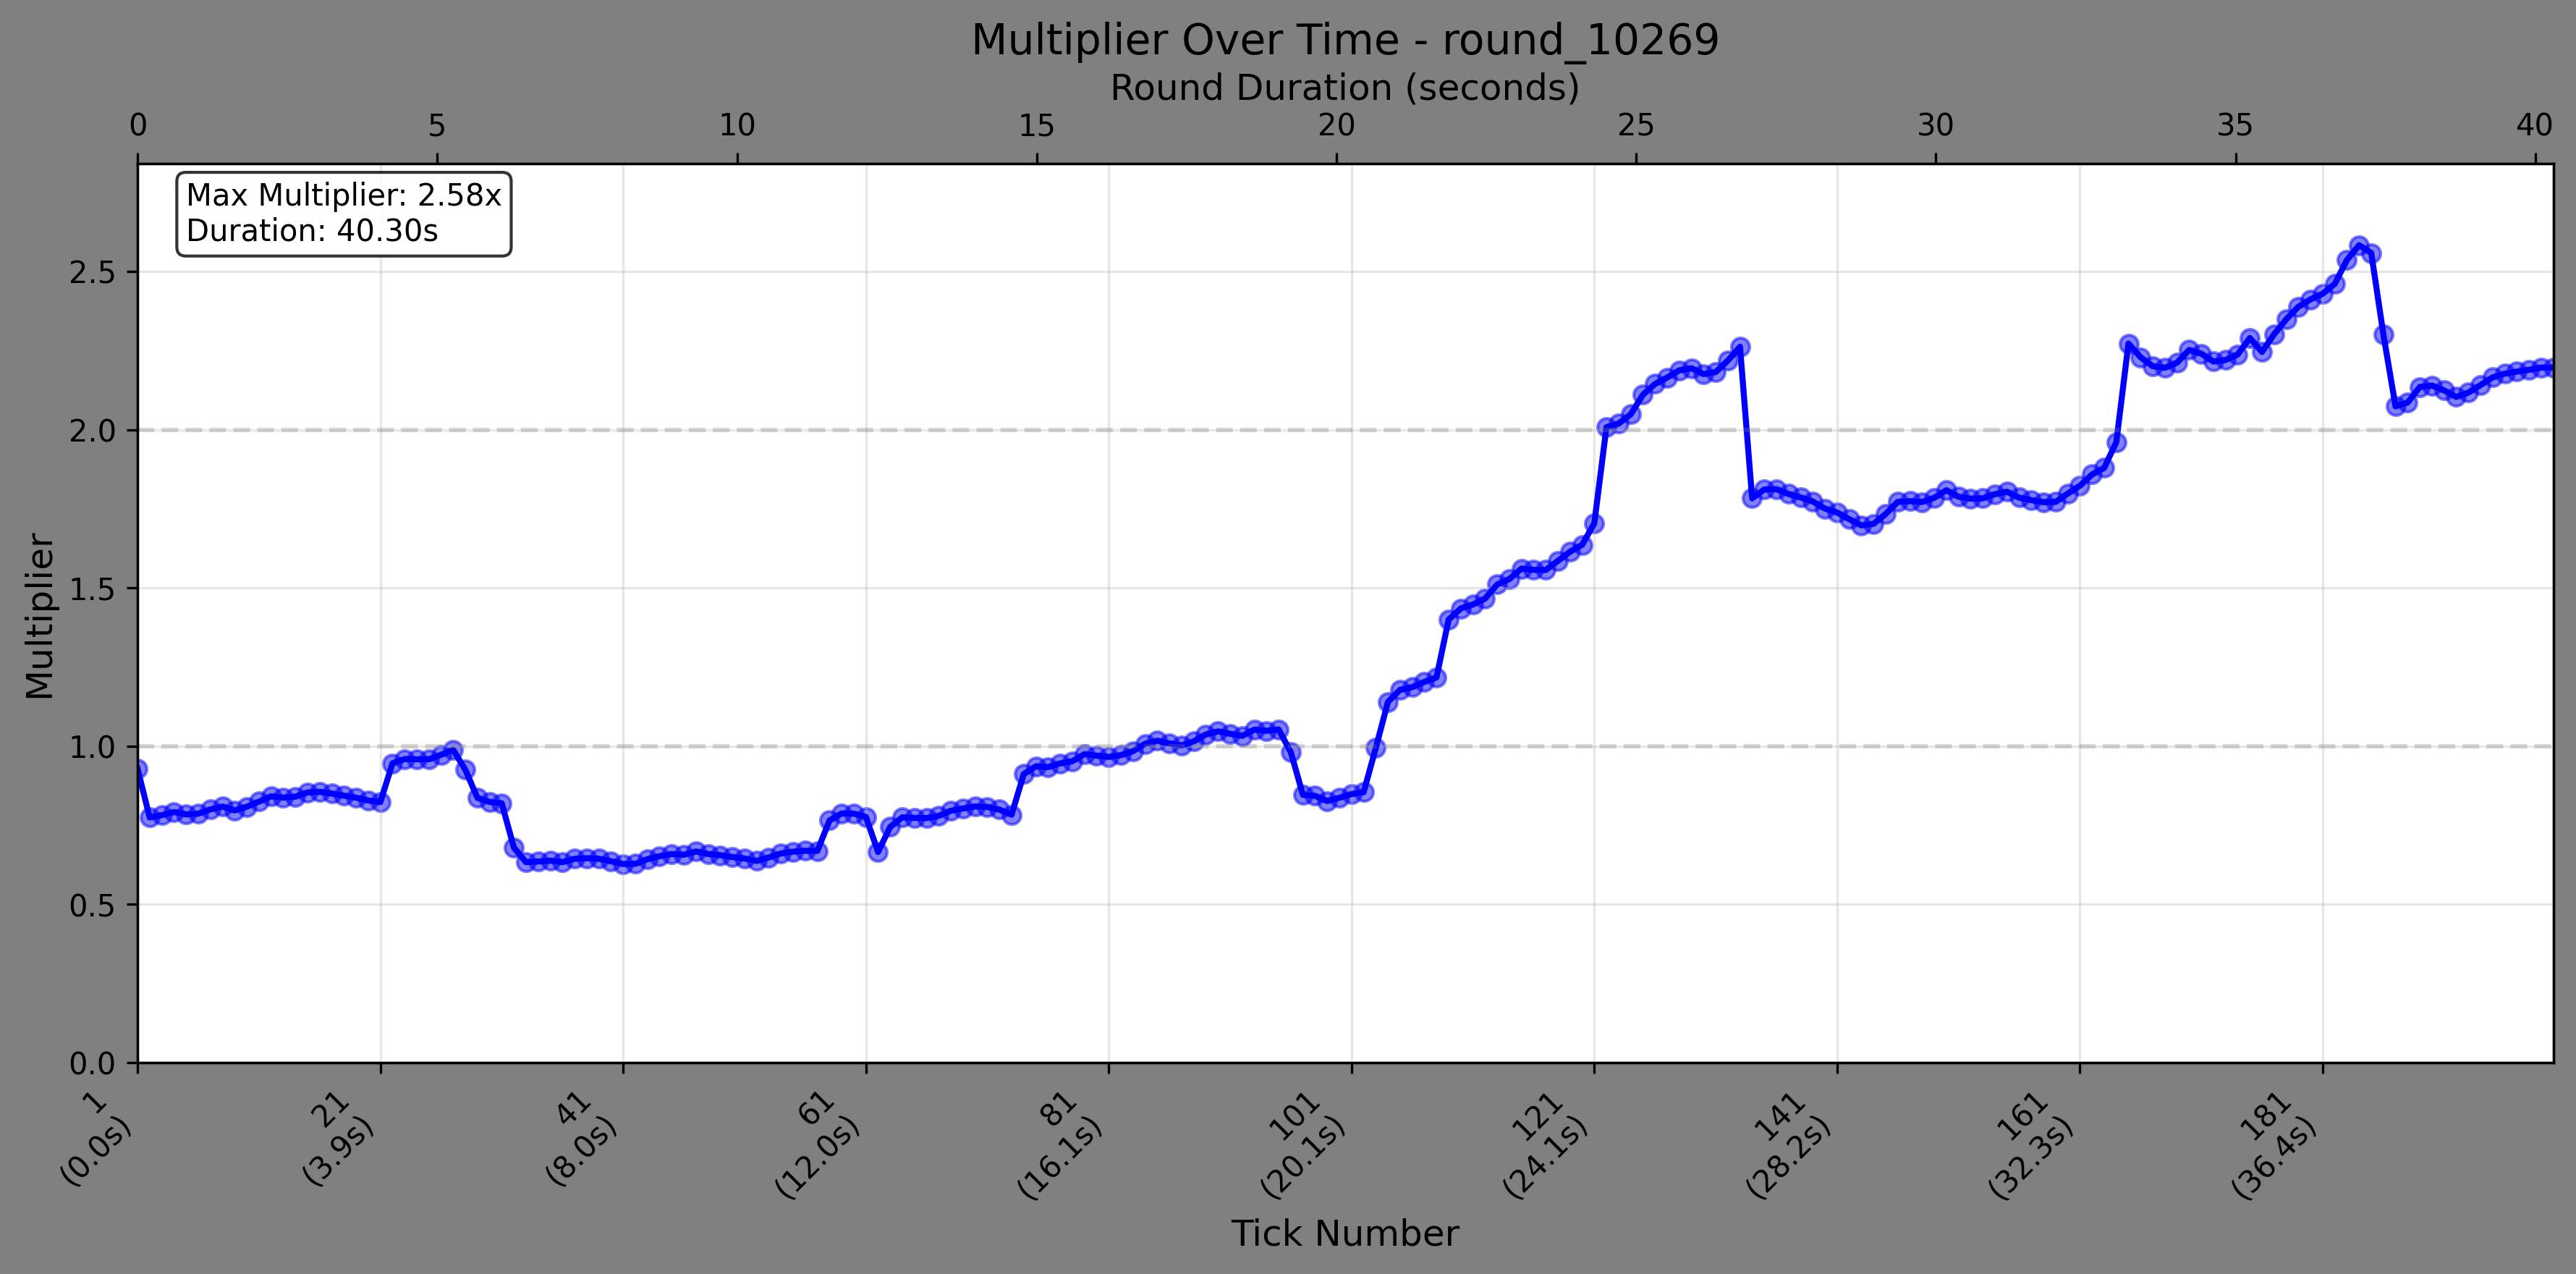 Multiplier Over Time - round_10269
Round Duration (seconds)
0 5 10 15 20 25 30 35 40
Max Multiplier: 2.58x
Duration: 40.30s
Multiplier
2.5
2.0
1.5
1.0
0.5
0.0
1
(0.0s)
21
(3.9s)
41
(8.0s)
61
(12.0s)
81
(16.1s)
101
(20.1s)
121
(24.1s)
141
(28.2s)
161
(32.3s)
181
(36.4s)
Tick Number